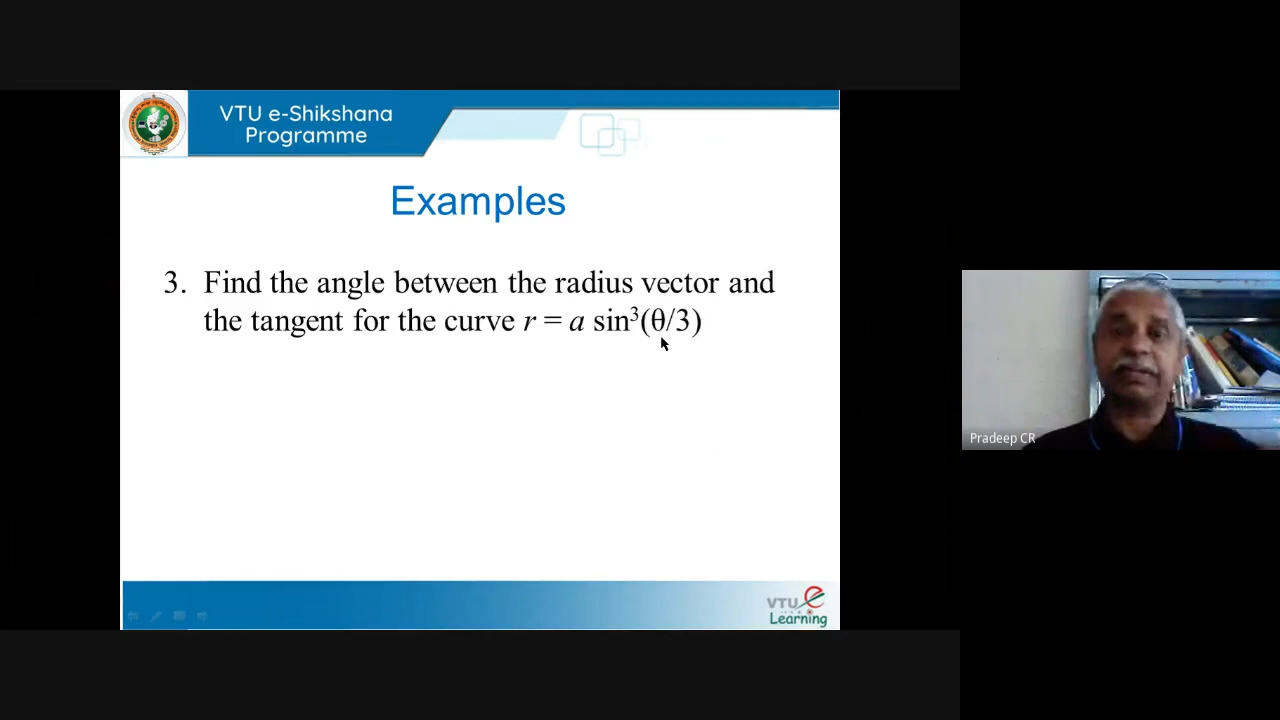 VTU e-Shikshana
Programme
Examples
3. Find the angle between the radius vector and
the tangent for the curve r = a sin³(θ/3)
Pradeep CR
VTU e
Learning